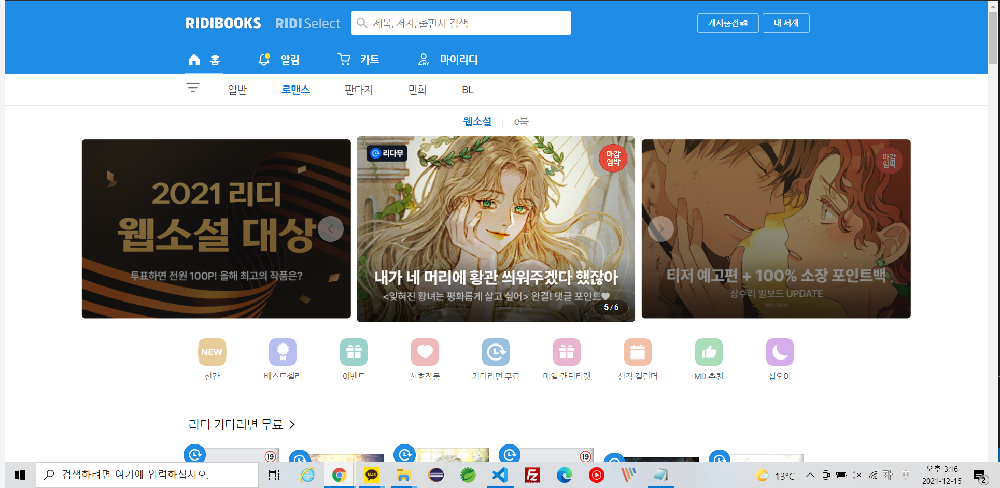 RIDIBOOKS RIDI Select 제목, 저자, 출판사 검색 캐시충전 내 서재
홈 알림 카트 MY 마이리디
일반 로맨스 판타지 만화 BL
웹소설 e북
2021 리디
웹소설 대상
투표하면 전원 100P! 올해 최고의 작품은?
리다무
마감
임박
내가 네 머리에 황관 씌워주겠다 했잖아
<잊혀진 황녀는 평화롭게 살고 싶어> 완결! 댓글 포인트♥
5 / 6
마감
임박
티저 예고편 + 100% 소장 포인트백
상수리 빌보드 UPDATE
NEW
신간 베스트셀러 이벤트 선호작품 기다리면 무료 매일 랜덤티켓 신작 캘린더 MD 추천 십오야
리디 기다리면 무료
19 19
검색하려면 여기에 입력하십시오.
TALK
FZ
13°C
가
오후 3:16
2021-12-15
2